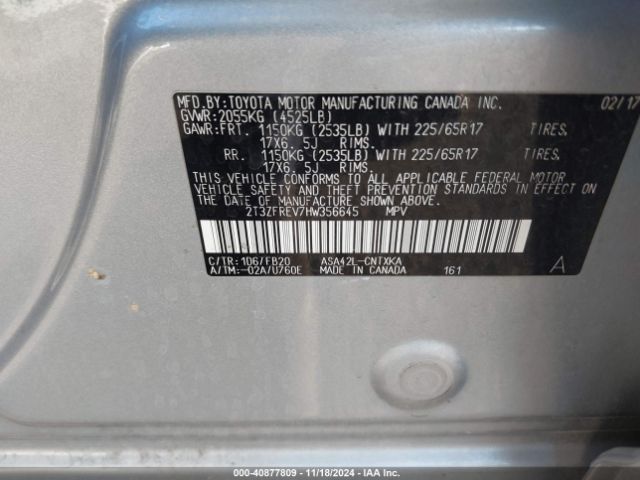 MFD.BY:TOYOTA MOTOR MANUFACTURING CANADA INC. 02/17
GVWR:2055KG (4525LB)
GAWR:FRT. 1150KG (2535LB) WITH 225/65R17 TIRES.
17X6. 5J RIMS.
RR. 1150KG (2535LB) WITH 225/65R17 TIRES.
17X6. 5J RIMS.
THIS VEHICLE CONFORMS TO ALL APPLICABLE FEDERAL MOTOR
VEHICLE SAFETY AND THEFT PREVENTION STANDARDS IN EFFECT ON
THE DATE OF MANUFACTURE SHOWN ABOVE.
2T3ZFREV7HW356645 MPV
C/TR:1D6/FB20 ASA42L-CNTXKA A
A/TM:-02A/U760E MADE IN CANADA 161
000-40877809 | 11/18/2024 | IAA Inc.